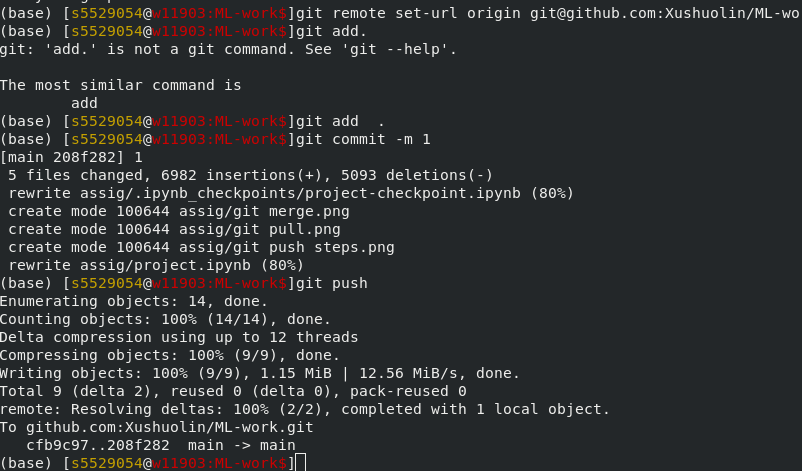 (base) [s5529054@w11903:ML-work$]git remote set-url origin git@github.com:Xushuolin/ML-wo
(base) [s5529054@w11903:ML-work$]git add.
git: 'add.' is not a git command. See 'git --help'.
The most similar command is
        add
(base) [s5529054@w11903:ML-work$]git add  .
(base) [s5529054@w11903:ML-work$]git commit -m 1
[main 208f282] 1
 5 files changed, 6982 insertions(+), 5093 deletions(-)
 rewrite assig/.ipynb_checkpoints/project-checkpoint.ipynb (80%)
 create mode 100644 assig/git merge.png
 create mode 100644 assig/git pull.png
 create mode 100644 assig/git push steps.png
 rewrite assig/project.ipynb (80%)
(base) [s5529054@w11903:ML-work$]git push
Enumerating objects: 14, done.
Counting objects: 100% (14/14), done.
Delta compression using up to 12 threads
Compressing objects: 100% (9/9), done.
Writing objects: 100% (9/9), 1.15 MiB | 12.56 MiB/s, done.
Total 9 (delta 2), reused 0 (delta 0), pack-reused 0
remote: Resolving deltas: 100% (2/2), completed with 1 local object.
To github.com:Xushuolin/ML-work.git
   cfb9c97..208f282  main -> main
(base) [s5529054@w11903:ML-work$]